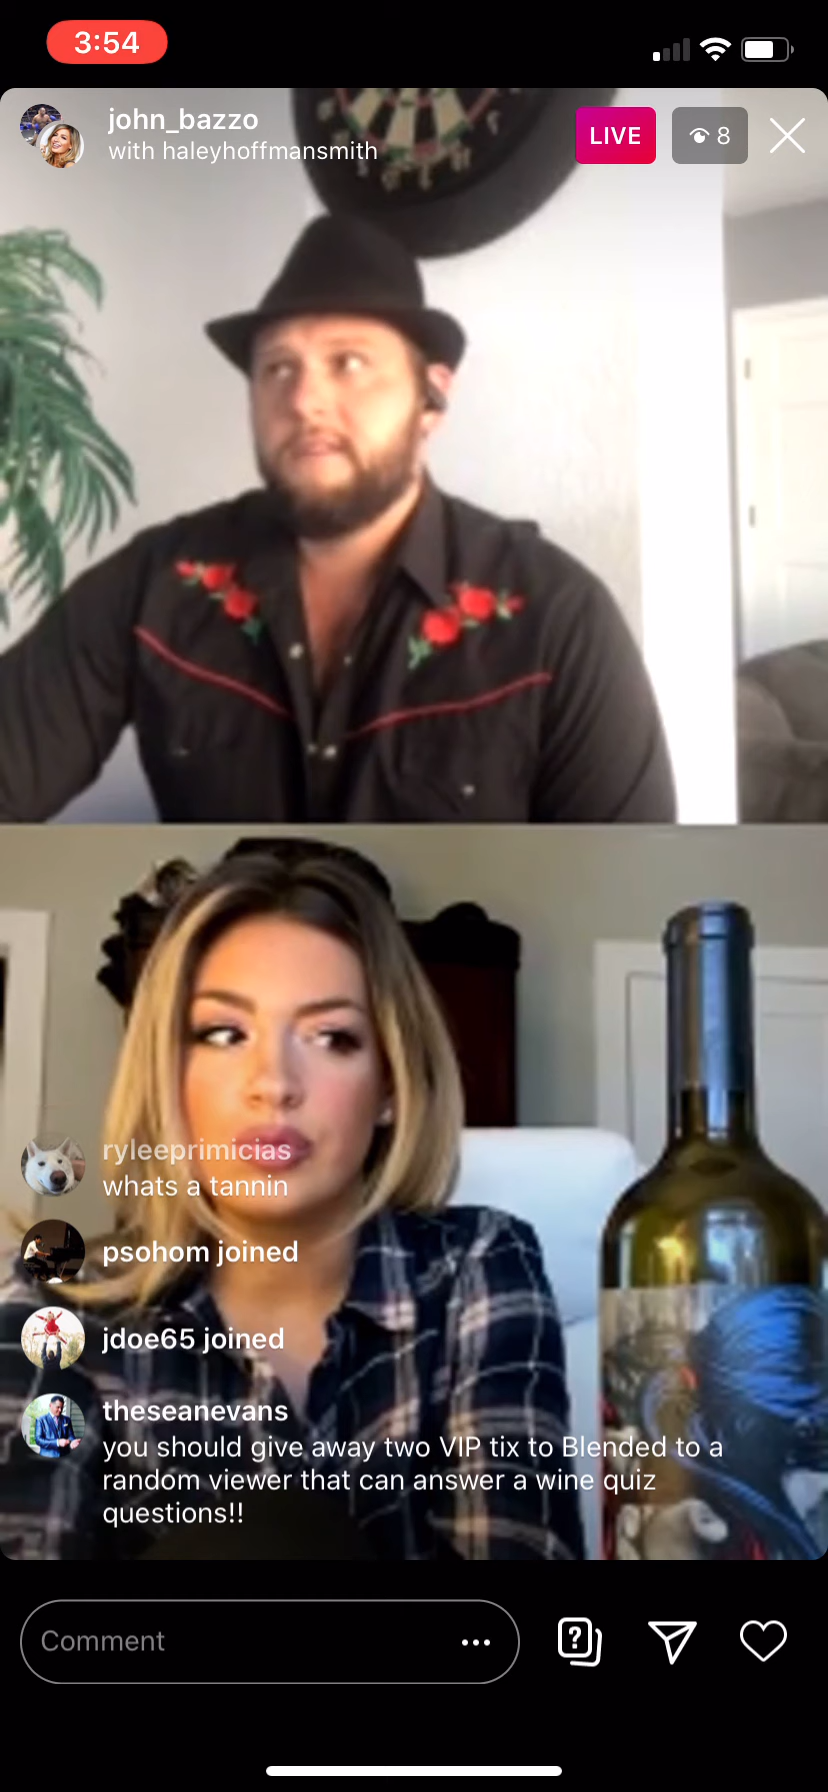 3:54
john_bazzo
with haleyhoffmansmith
LIVE
8
ryleeprimicias
whats a tannin
psohom joined
jdoe65 joined
theseanevans
you should give away two VIP tix to Blended to a
random viewer that can answer a wine quiz
questions!!
Comment
?